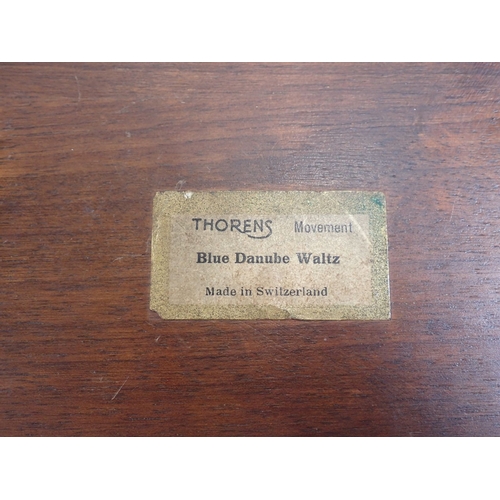 THORENS Movement
Blue Danube Waltz
Made in Switzerland